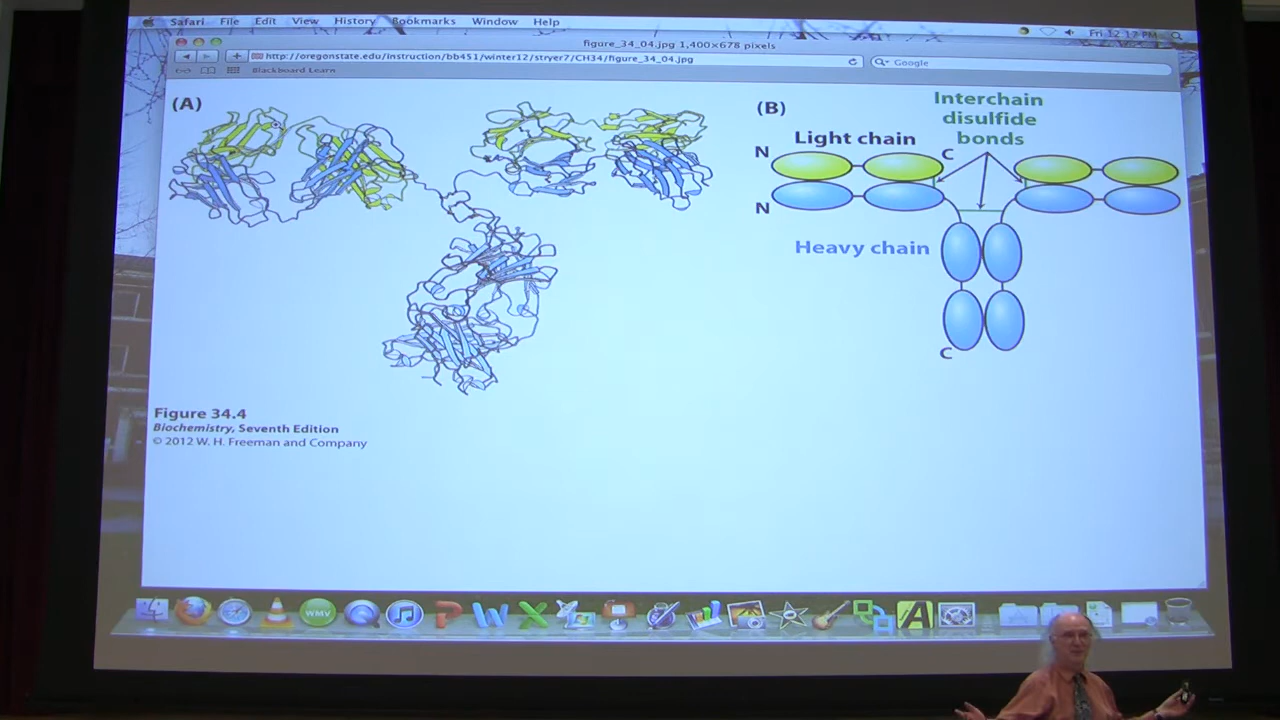 Safari File Edit View History Bookmarks Window Help
Fri 12:17 PM
figure_34_04.jpg 1,400×678 pixels
http://oregonstate.edu/instruction/bb451/winter12/stryer7/CH34/figure_34_04.jpg
Google
Blackboard Learn
(A)
(B)
Interchain
disulfide
bonds
Light chain
N
C
N
Heavy chain
C
Figure 34.4
Biochemistry, Seventh Edition
© 2012 W. H. Freeman and Company
WMV